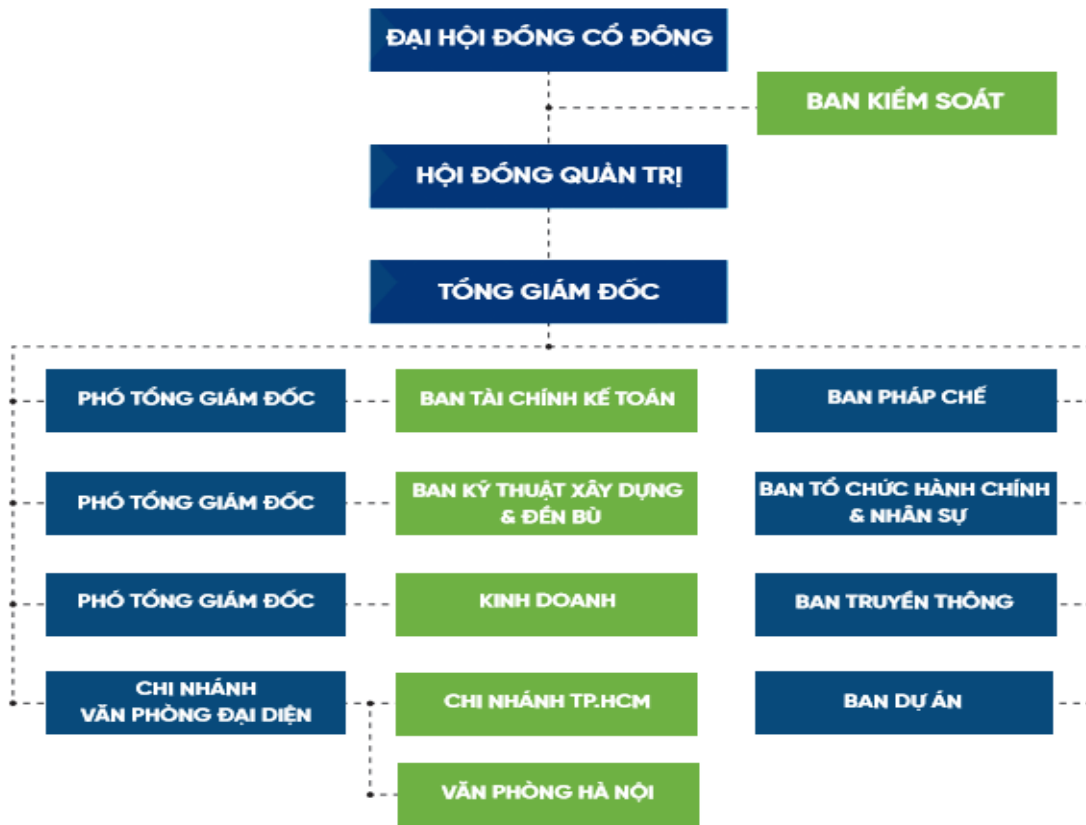 ĐẠI HỘI ĐỒNG CỔ ĐÔNG
BAN KIỂM SOÁT
HỘI ĐỒNG QUẢN TRỊ
TỔNG GIÁM ĐỐC
PHÓ TỔNG GIÁM ĐỐC
BAN TÀI CHÍNH KẾ TOÁN
BAN PHÁP CHẾ
PHÓ TỔNG GIÁM ĐỐC
BAN KỸ THUẬT XÂY DỰNG
& ĐỀN BÙ
BAN TỔ CHỨC HÀNH CHÍNH
& NHÂN SỰ
PHÓ TỔNG GIÁM ĐỐC
KINH DOANH
BAN TRUYỀN THÔNG
CHI NHÁNH
VĂN PHÒNG ĐẠI DIỆN
CHI NHÁNH TP.HCM
BAN DỰ ÁN
VĂN PHÒNG HÀ NỘI